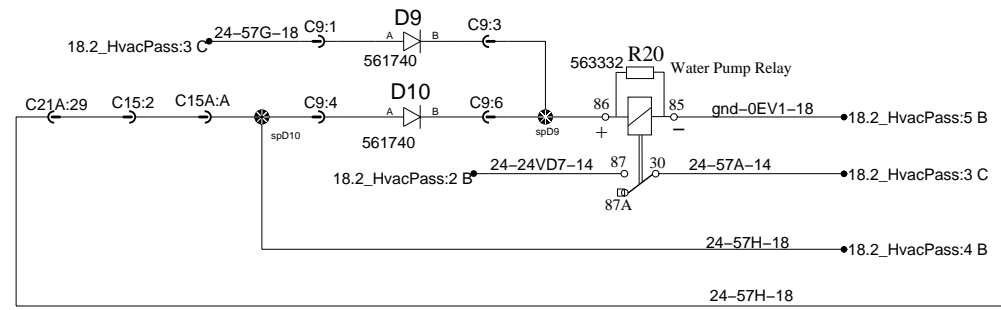 24-57G-18 C9:1 D9 C9:3
18.2_HvacPass:3 C A B
561740
R20
563332 Water Pump Relay
C21A:29 C15:2 C15A:A C9:4 D10 C9:6
A B 86 85 gnd-0EV1-18
18.2_HvacPass:5 B
spD10 spD9 + −
561740
24-24VD7-14 87 30 24-57A-14
18.2_HvacPass:2 B 18.2_HvacPass:3 C
87A
24-57H-18
18.2_HvacPass:4 B
24-57H-18